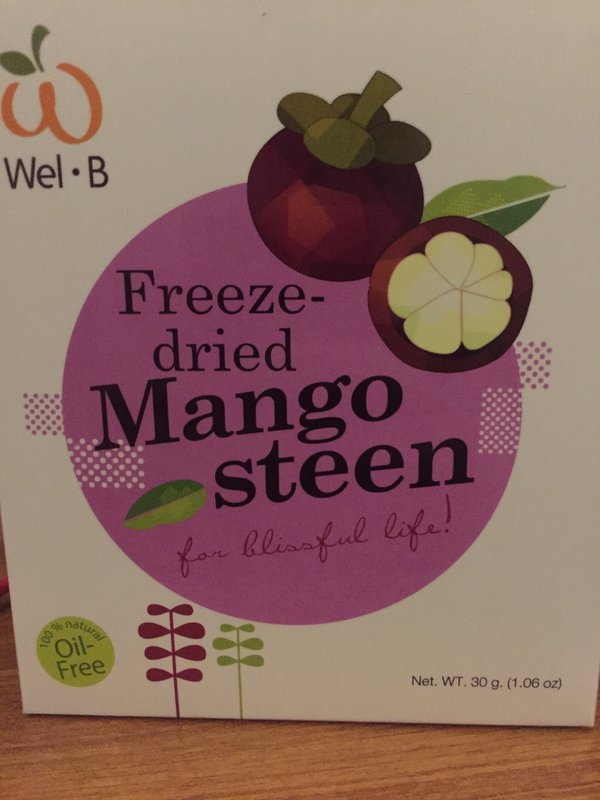 Wel·B
Freeze-
dried
Mango
steen
for blissful life!
100% natural
Oil-
Free
Net. WT. 30 g. (1.06 oz)